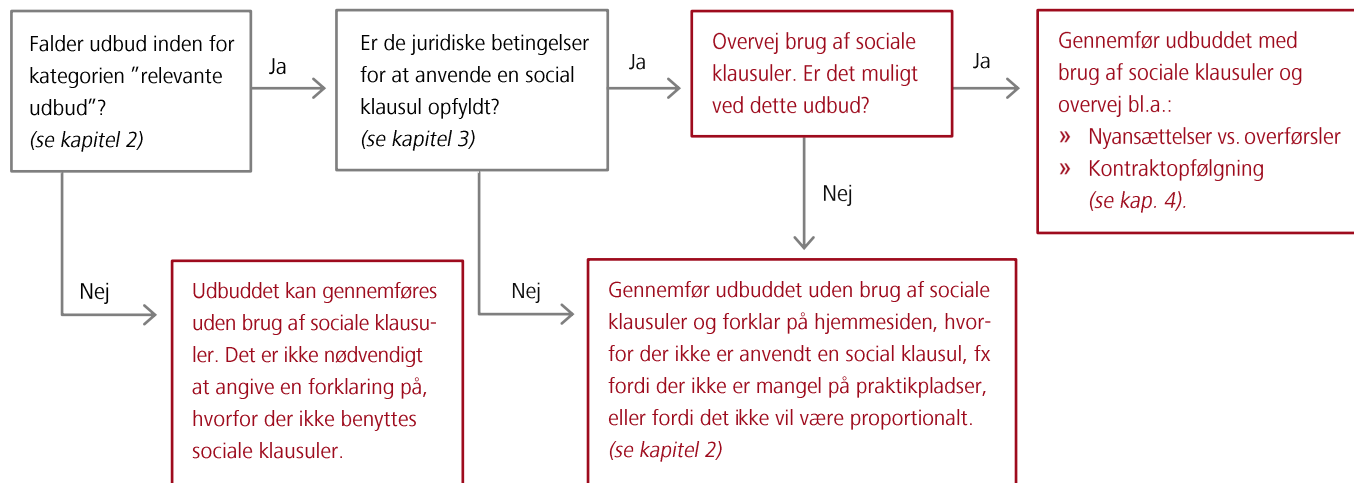 Falder udbud inden for
kategorien ”relevante
udbud”?
(se kapitel 2)
Ja
Er de juridiske betingelser
for at anvende en social
klausul opfyldt?
(se kapitel 3)
Ja
Overvej brug af sociale
klausuler. Er det muligt
ved dette udbud?
Ja
Gennemfør udbuddet med
brug af sociale klausuler og
overvej bl.a.:
» Nyansættelser vs. overførsler
» Kontraktopfølgning
(se kap. 4).
Nej
Udbuddet kan gennemføres
uden brug af sociale klausu-
ler. Det er ikke nødvendigt
at angive en forklaring på,
hvorfor der ikke benyttes
sociale klausuler.
Nej
Nej
Gennemfør udbuddet uden brug af sociale
klausuler og forklar på hjemmesiden, hvor-
for der ikke er anvendt en social klausul, fx
fordi der ikke er mangel på praktikpladser,
eller fordi det ikke vil være proportionalt.
(se kapitel 2)